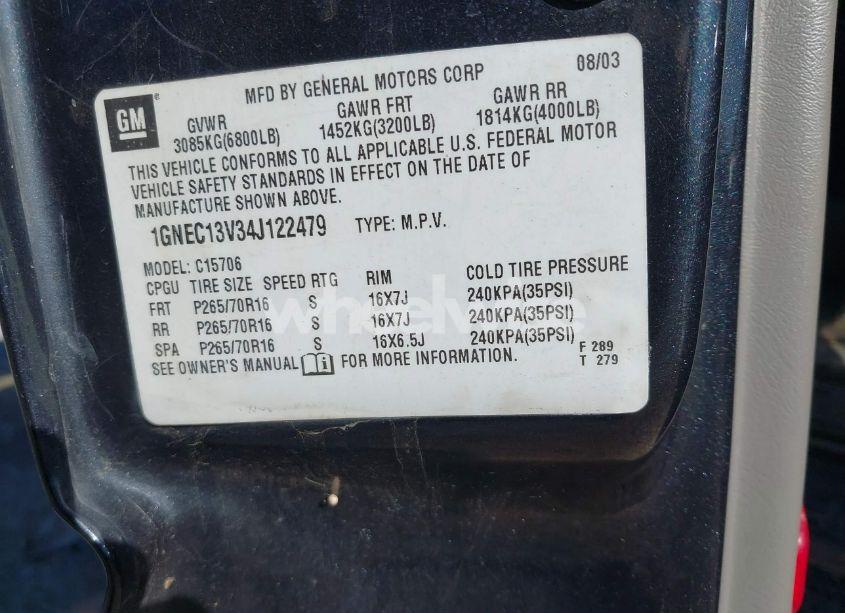 GM
MFD BY GENERAL MOTORS CORP 08/03
GVWR GAWR FRT GAWR RR
3085KG(6800LB) 1452KG(3200LB) 1814KG(4000LB)
THIS VEHICLE CONFORMS TO ALL APPLICABLE U.S. FEDERAL MOTOR
VEHICLE SAFETY STANDARDS IN EFFECT ON THE DATE OF
MANUFACTURE SHOWN ABOVE.
1GNEC13V34J122479 TYPE: M.P.V.
MODEL: C15706
CPGU TIRE SIZE SPEED RTG RIM COLD TIRE PRESSURE
FRT P265/70R16 S 16X7J 240KPA(35PSI)
RR P265/70R16 S 16X7J 240KPA(35PSI)
SPA P265/70R16 S 16X6.5J 240KPA(35PSI)
SEE OWNER'S MANUAL FOR MORE INFORMATION.
F 289
T 279